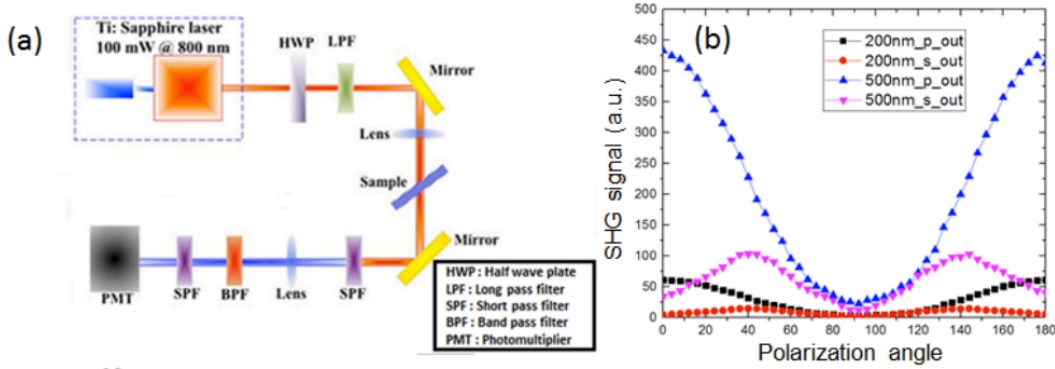 (a)
Ti: Sapphire laser
100 mW @ 800 nm
HWP
LPF
Mirror
Lens
Sample
Mirror
PMT
SPF
BPF
Lens
SPF
HWP : Half wave plate
LPF : Long pass filter
SPF : Short pass filter
BPF : Band pass filter
PMT : Photomultiplier
(b)
200nm_p_out
200nm_s_out
500nm_p_out
500nm_s_out
SHG signal (a.u.)
500
450
400
350
300
250
200
150
100
50
0
0 20 40 60 80 100 120 140 160 180
Polarization angle